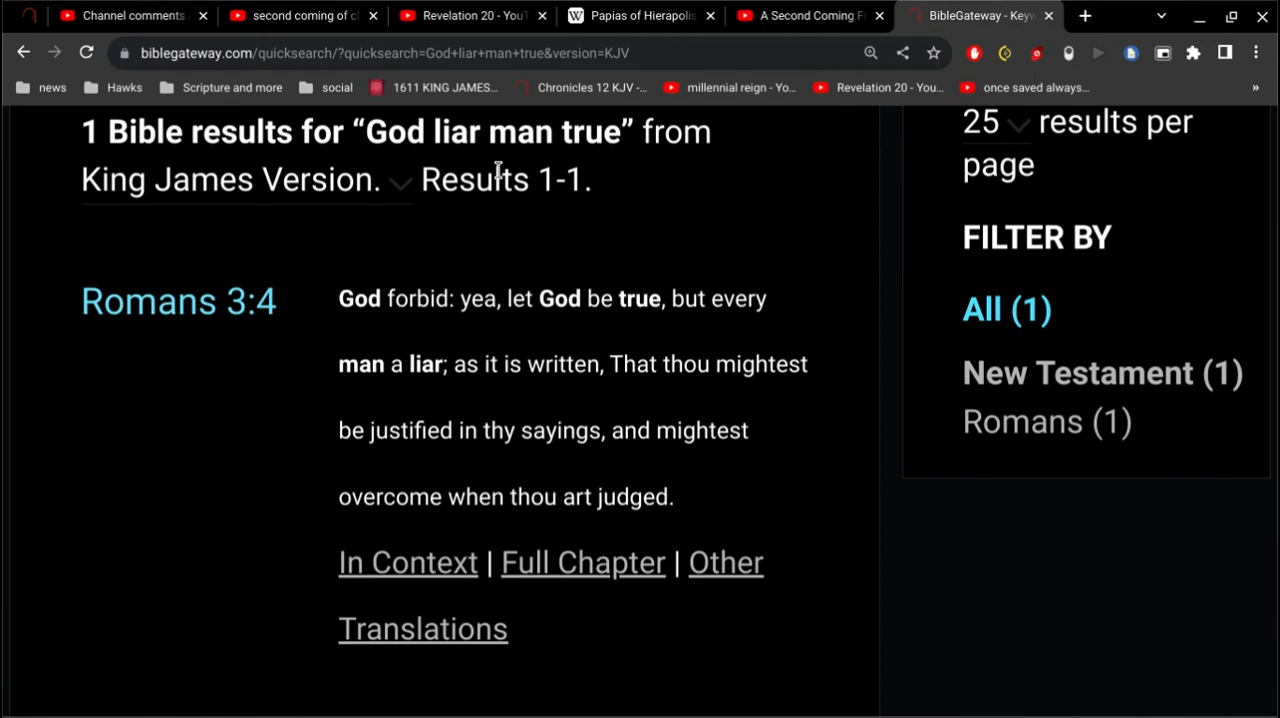 Channel comments
second coming of cl
Revelation 20 - YouT
Papias of Hierapolis
A Second Coming Fr
BibleGateway - Keyw
biblegateway.com/quicksearch/?quicksearch=God+liar+man+true&version=KJV
news
Hawks
Scripture and more
social
1611 KING JAMES...
Chronicles 12 KJV -...
millennial reign - Yo...
Revelation 20 - You...
once saved always...
»
1 Bible results for “God liar man true” from
King James Version. Results 1-1.
Romans 3:4
God forbid: yea, let God be true, but every
man a liar; as it is written, That thou mightest
be justified in thy sayings, and mightest
overcome when thou art judged.
In Context | Full Chapter | Other
Translations
25 results per
page
FILTER BY
All (1)
New Testament (1)
Romans (1)